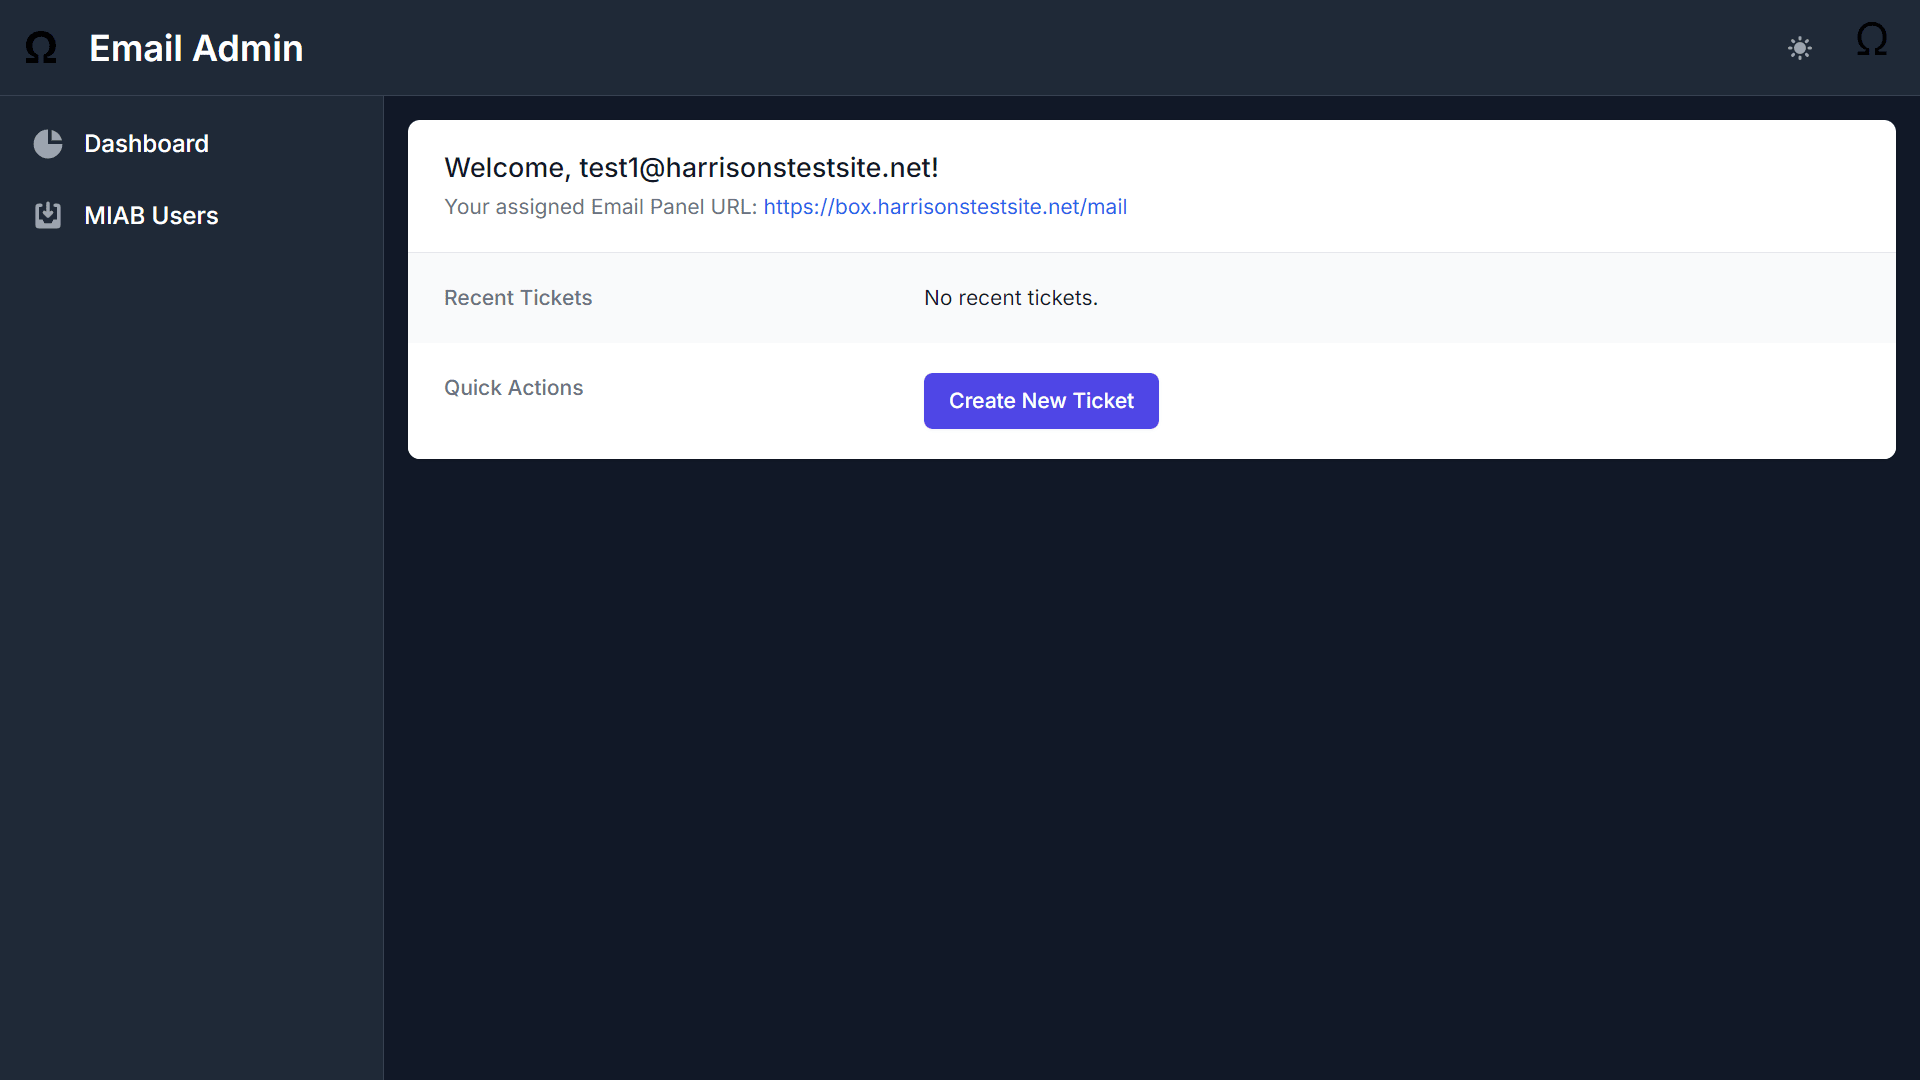 Ω Email Admin Ω
Dashboard
MIAB Users
Welcome, test1@harrisonstestsite.net!
Your assigned Email Panel URL: https://box.harrisonstestsite.net/mail
Recent Tickets No recent tickets.
Quick Actions Create New Ticket